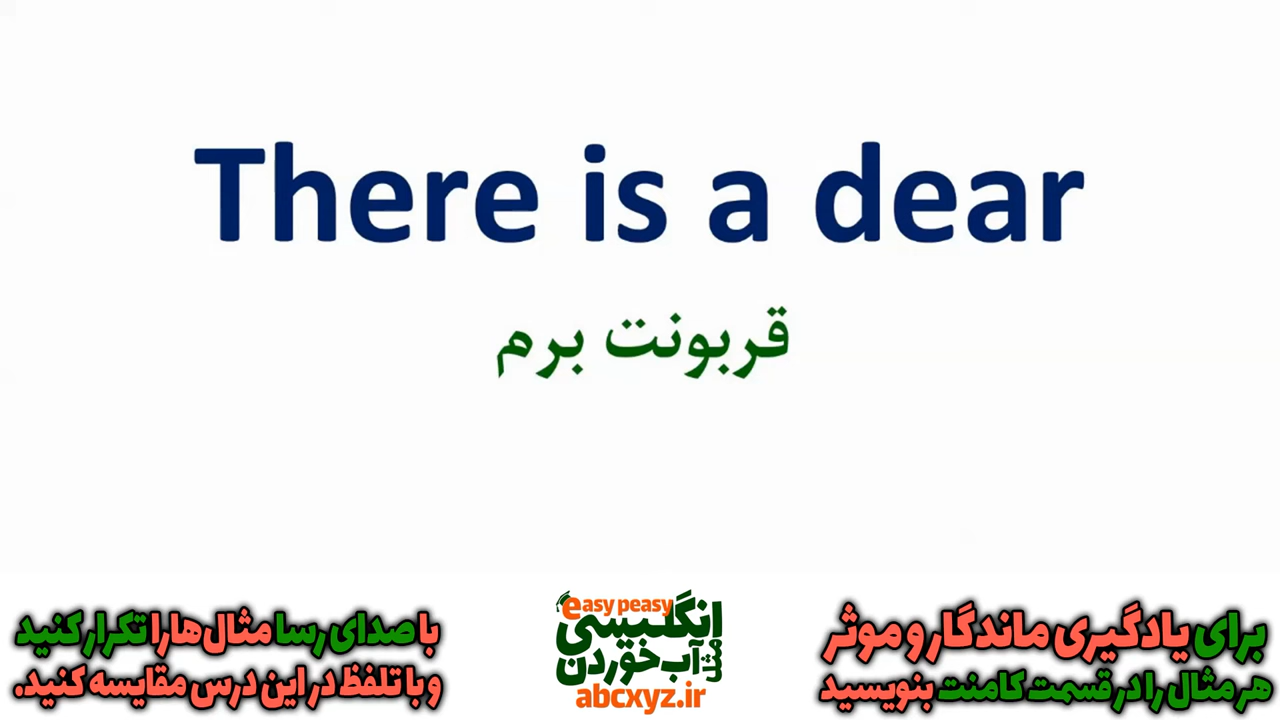 There is a dear
قربونت برم
با صدای رسا مثال‌ها را تکرار کنید
و با تلفظ در این درس مقایسه کنید.
easy peasy
انگلیسی
مثل آب خوردن
abcxyz.ir
برای یادگیری ماندگار و موثر
هر مثال را در قسمت کامنت بنویسید